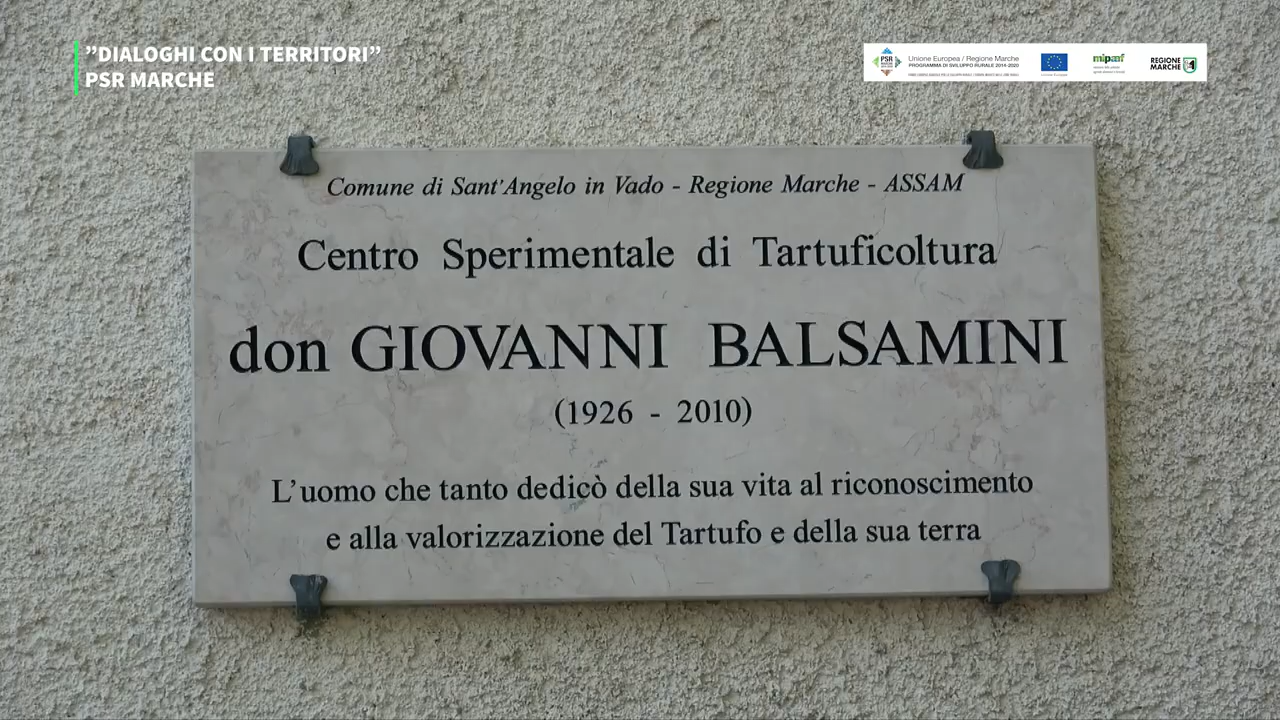 ”DIALOGHI CON I TERRITORI”
PSR MARCHE
PSR
Unione Europea / Regione Marche
PROGRAMMA DI SVILUPPO RURALE 2014-2020
mipaaf
REGIONE
MARCHE
Comune di Sant'Angelo in Vado - Regione Marche - ASSAM
Centro Sperimentale di Tartuficoltura
don GIOVANNI BALSAMINI
(1926 - 2010)
L'uomo che tanto dedicò della sua vita al riconoscimento
e alla valorizzazione del Tartufo e della sua terra